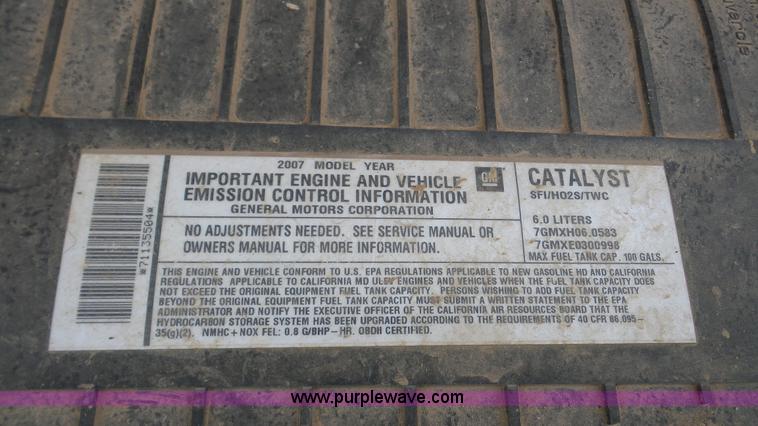 2007 MODEL YEAR
IMPORTANT ENGINE AND VEHICLE
EMISSION CONTROL INFORMATION
GENERAL MOTORS CORPORATION
GM
NO ADJUSTMENTS NEEDED. SEE SERVICE MANUAL OR
OWNERS MANUAL FOR MORE INFORMATION.
CATALYST
SFI/HO2S/TWC
6.0 LITERS
7GMXH06.0583
7GMXE0300998
MAX FUEL TANK CAP. 100 GALS.
THIS ENGINE AND VEHICLE CONFORM TO U.S. EPA REGULATIONS APPLICABLE TO NEW GASOLINE HD AND CALIFORNIA
REGULATIONS APPLICABLE TO CALIFORNIA MD ULEV ENGINES AND VEHICLES WHEN THE FUEL TANK CAPACITY DOES
NOT EXCEED THE ORIGINAL EQUIPMENT FUEL TANK CAPACITY. PERSONS WISHING TO ADD FUEL TANK CAPACITY
BEYOND THE ORIGINAL EQUIPMENT FUEL TANK CAPACITY MUST SUBMIT A WRITTEN STATEMENT TO THE EPA
ADMINISTRATOR AND NOTIFY THE EXECUTIVE OFFICER OF THE CALIFORNIA AIR RESOURCES BOARD THAT THE
HYDROCARBON STORAGE SYSTEM HAS BEEN UPGRADED ACCORDING TO THE REQUIREMENTS OF 40 CFR 86.095-
35(g)(2). NMHC+NOX FEL: 0.8 G/BHP-HR. OBDII CERTIFIED.
*71135504*
www.purplewave.com